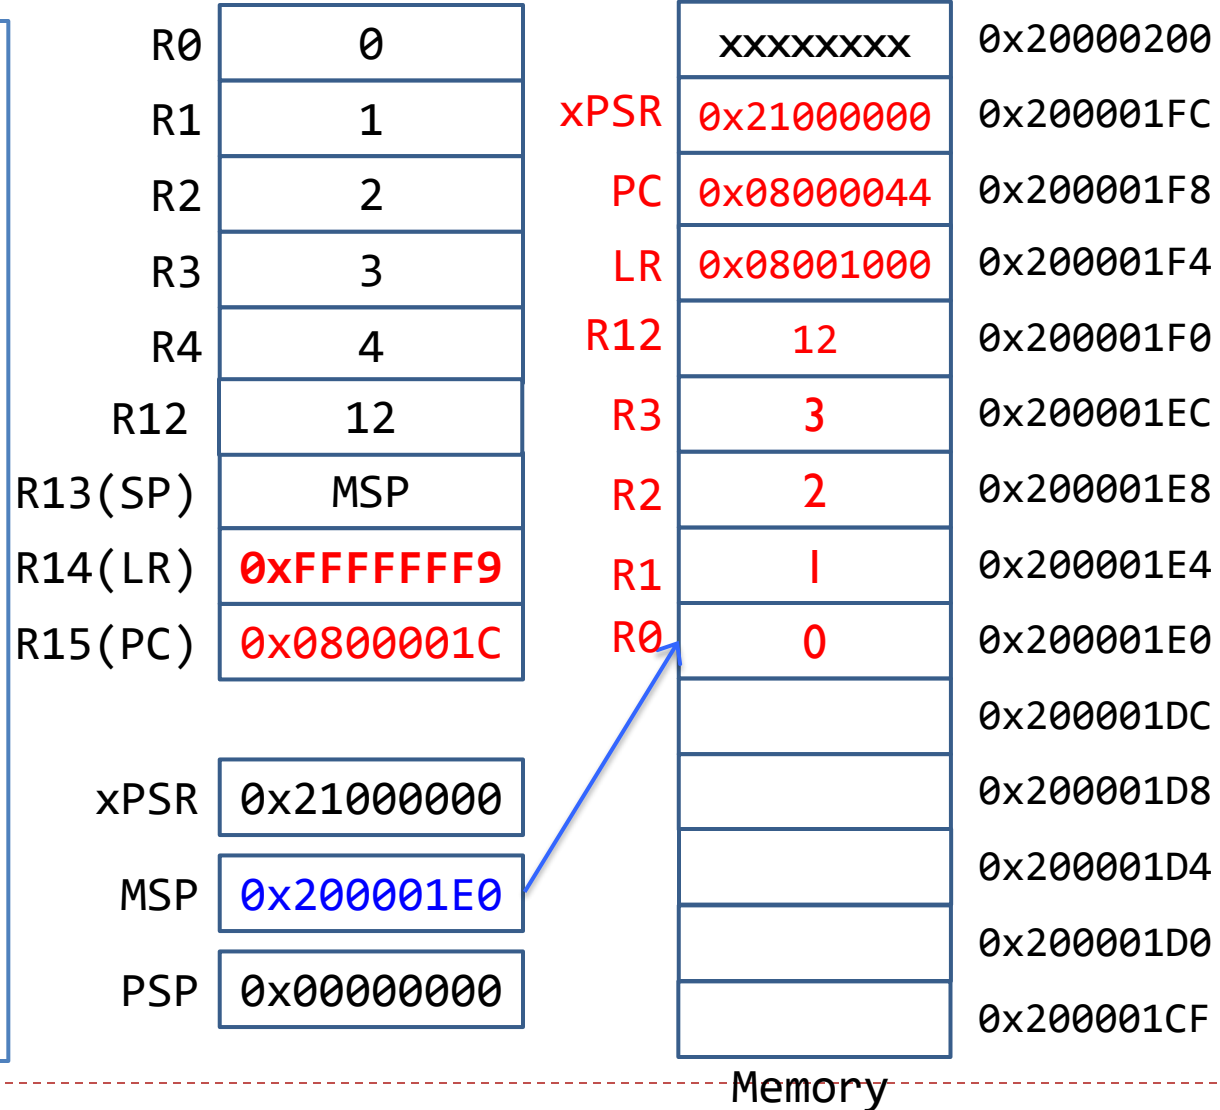 R0 0
R1 1
R2 2
R3 3
R4 4
R12 12
R13(SP) MSP
R14(LR) 0xFFFFFFF9
R15(PC) 0x0800001C
xPSR 0x21000000
MSP 0x200001E0
PSP 0x00000000
xxxxxxxx 0x20000200
xPSR 0x21000000 0x200001FC
PC 0x08000044 0x200001F8
LR 0x08001000 0x200001F4
R12 12 0x200001F0
R3 3 0x200001EC
R2 2 0x200001E8
R1 1 0x200001E4
R0 0 0x200001E0
0x200001DC
0x200001D8
0x200001D4
0x200001D0
0x200001CF
Memory